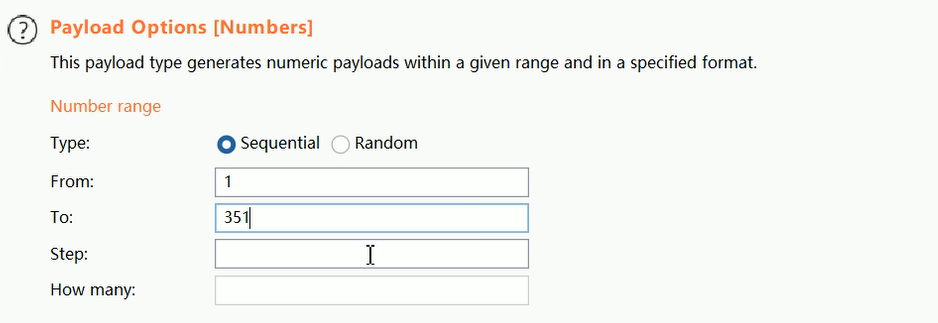 ?
Payload Options [Numbers]
This payload type generates numeric payloads within a given range and in a specified format.
Number range
Type: Sequential Random
From: 1
To: 351
Step:
How many: